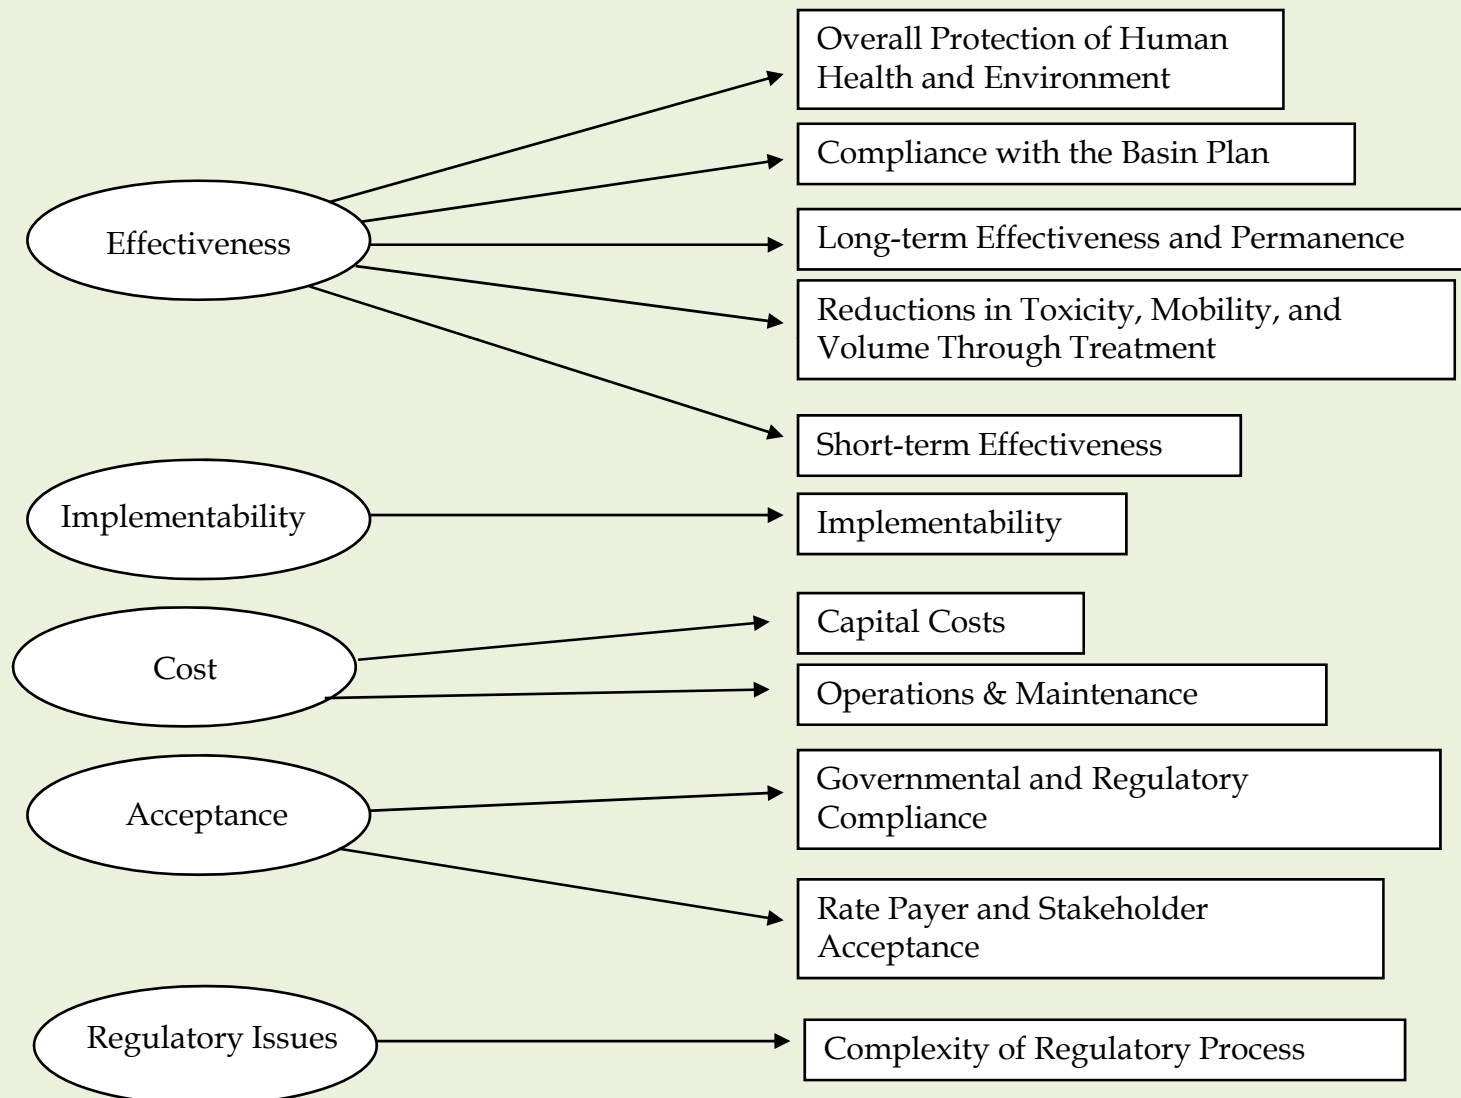 Overall Protection of Human
Health and Environment
Compliance with the Basin Plan
Effectiveness
Long-term Effectiveness and Permanence
Reductions in Toxicity, Mobility, and
Volume Through Treatment
Short-term Effectiveness
Implementability
Implementability
Capital Costs
Cost
Operations & Maintenance
Governmental and Regulatory
Compliance
Acceptance
Rate Payer and Stakeholder
Acceptance
Regulatory Issues
Complexity of Regulatory Process